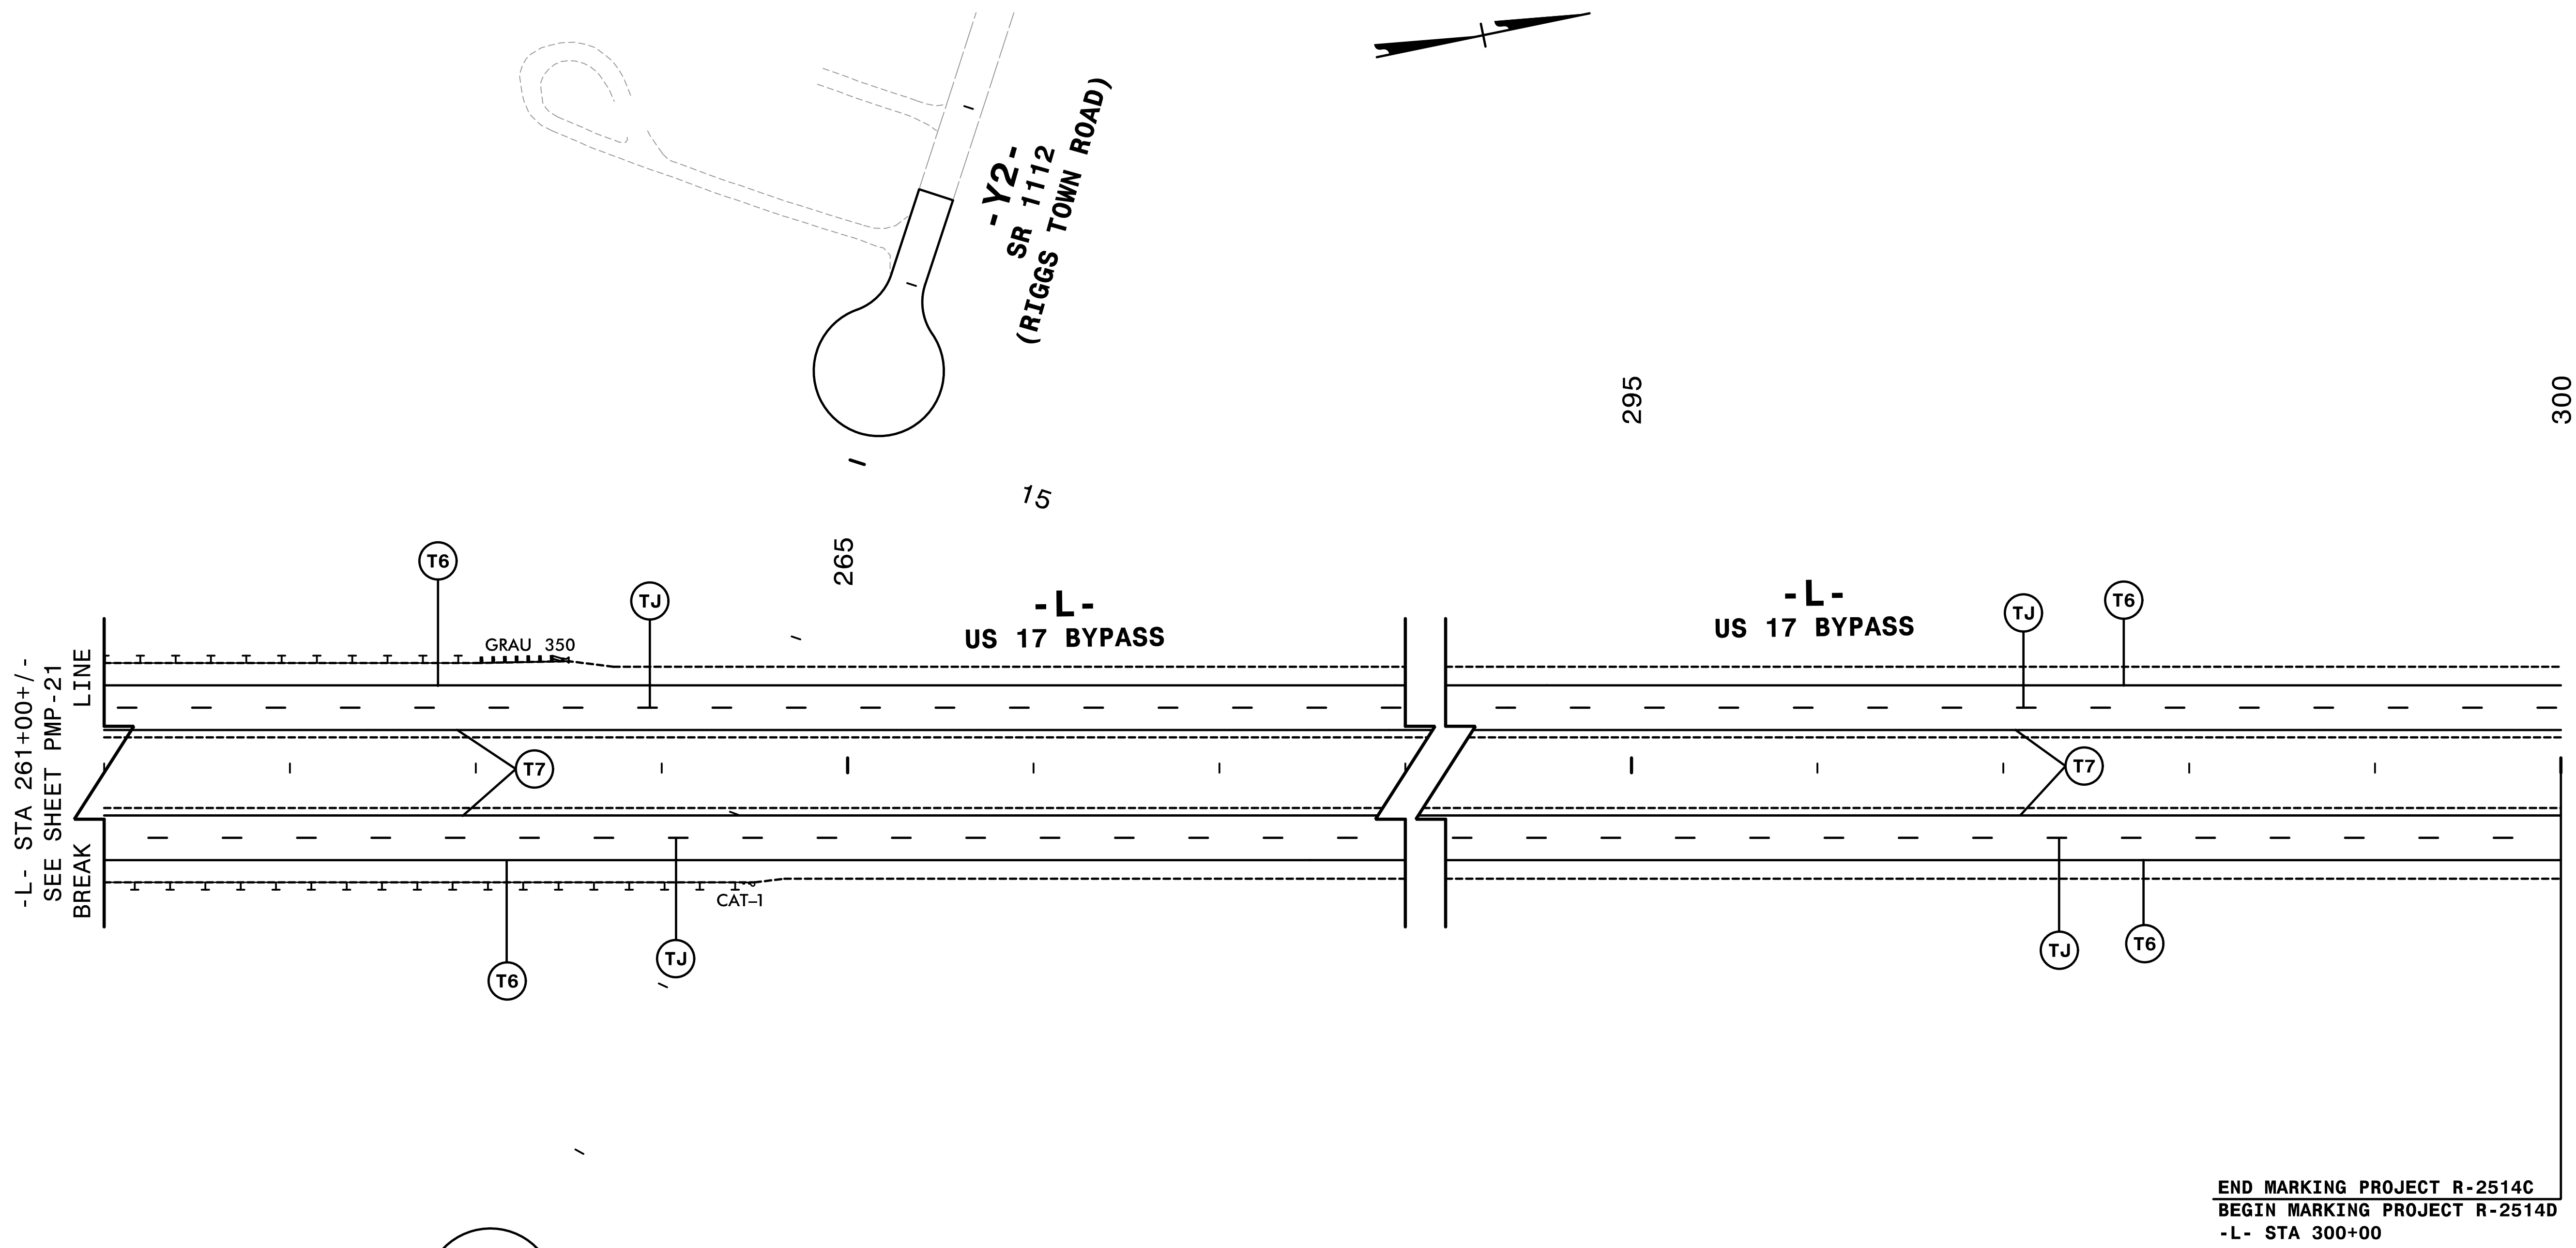 -Y2-
SR 1112
(RIGGS TOWN ROAD)
295
300
15
265
T6
TJ
GRAU 350
-L-
US 17 BYPASS
-L-
US 17 BYPASS
TJ
T6
-L- STA 261+00+/-
SEE SHEET PMP-21
BREAK LINE
T7
T7
CAT-1
T6
TJ
TJ
T6
END MARKING PROJECT R-2514C
BEGIN MARKING PROJECT R-2514D
-L- STA 300+00